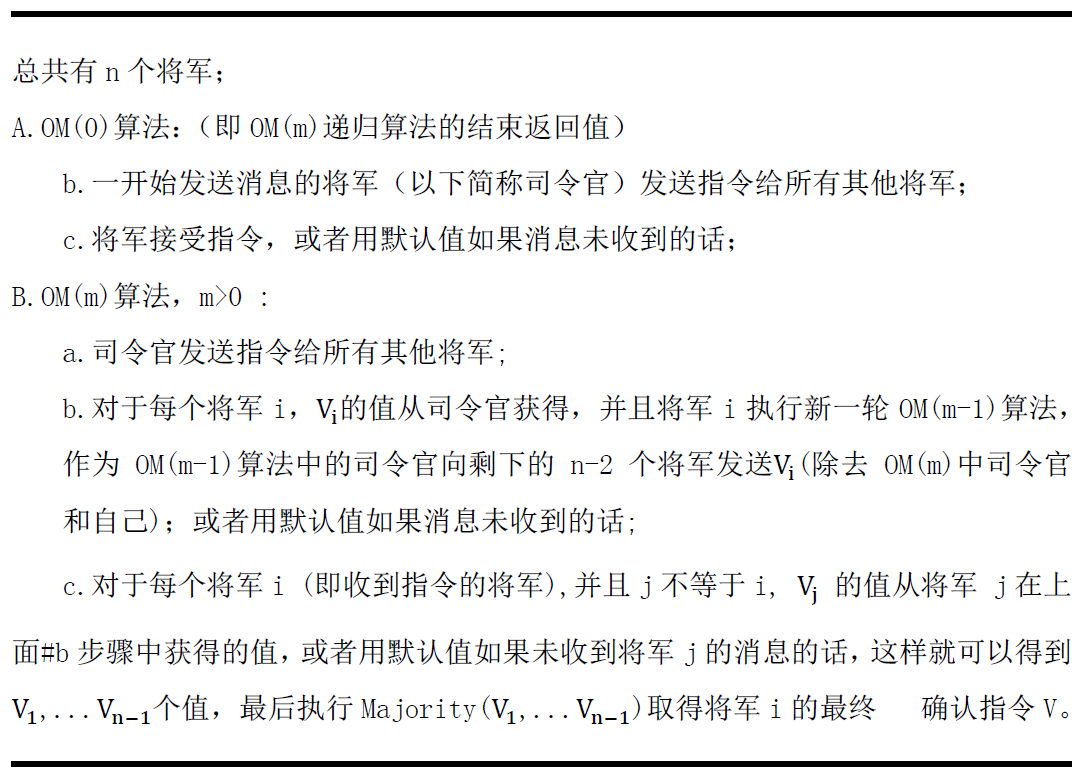 总共有 n 个将军；
A.OM(0)算法：（即 OM(m)递归算法的结束返回值）
b.一开始发送消息的将军（以下简称司令官）发送指令给所有其他将军；
c.将军接受指令，或者用默认值如果消息未收到的话；
B.OM(m)算法，m>0 :
a.司令官发送指令给所有其他将军;
b.对于每个将军 i，Vi的值从司令官获得，并且将军 i 执行新一轮 OM(m-1)算法，
作为 OM(m-1)算法中的司令官向剩下的 n-2 个将军发送Vi(除去 OM(m)中司令官
和自己)；或者用默认值如果消息未收到的话;
c.对于每个将军 i (即收到指令的将军),并且 j 不等于 i, Vj 的值从将军 j 在上
面#b 步骤中获得的值，或者用默认值如果未收到将军 j 的消息的话，这样就可以得到
V1,...Vn−1个值，最后执行 Majority(V1,...Vn−1)取得将军 i 的最终 确认指令 V。